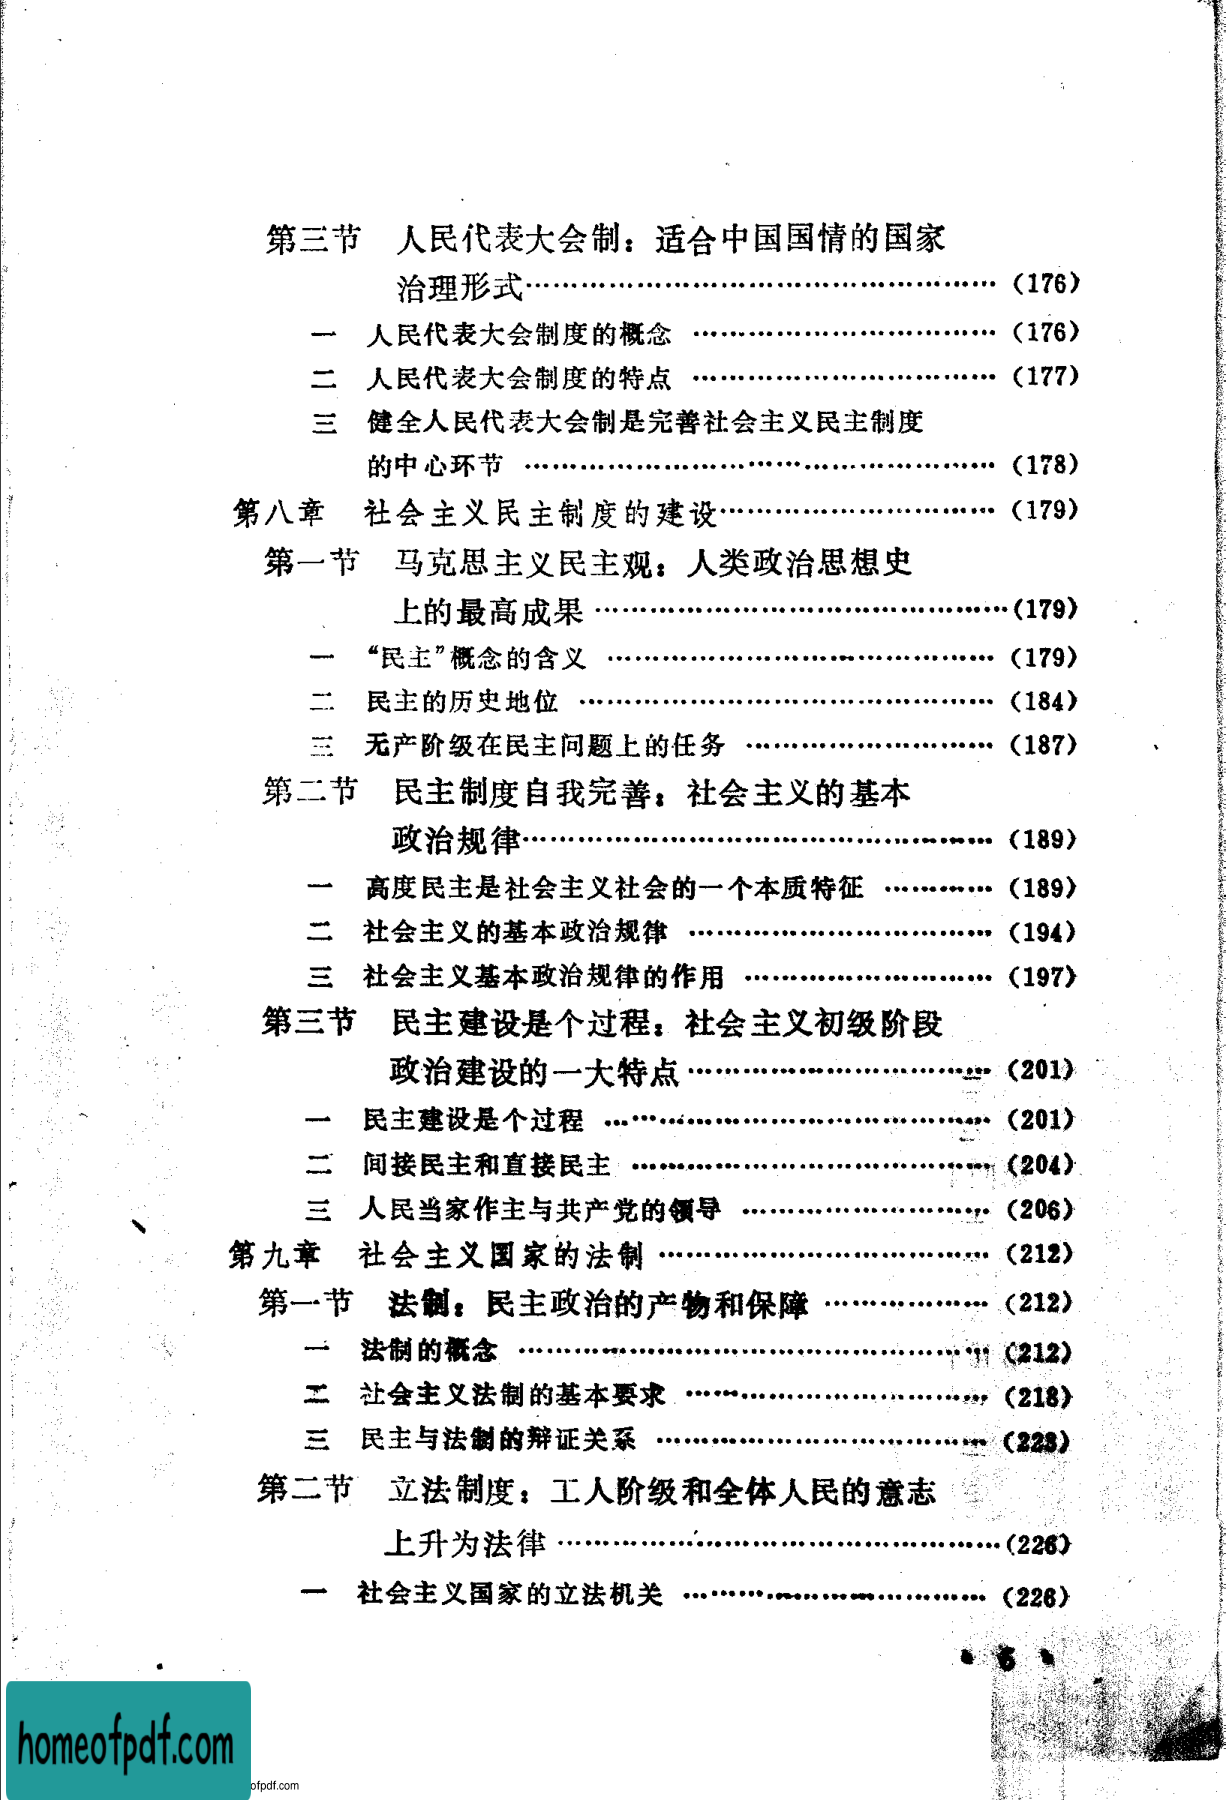 第三节 人民代表大会制：适合中国国情的国家
治理形式……………………………………………（176）
一 人民代表大会制度的概念 ……………………………（176）
二 人民代表大会制度的特点 ……………………………（177）
三 健全人民代表大会制是完善社会主义民主制度
的中心环节 ……………………………………………（178）
第八章 社会主义民主制度的建设…………………………（179）
第一节 马克思主义民主观：人类政治思想史
上的最高成果 ………………………………………（179）
一 “民主”概念的含义 ……………………………………（179）
二 民主的历史地位 ………………………………………（184）
三 无产阶级在民主问题上的任务 ………………………（187）
第二节 民主制度自我完善：社会主义的基本
政治规律……………………………………………（189）
一 高度民主是社会主义社会的一个本质特征 …………（189）
二 社会主义的基本政治规律 ……………………………（194）
三 社会主义基本政治规律的作用 ………………………（197）
第三节 民主建设是个过程：社会主义初级阶段
政治建设的一大特点……………………………（201）
一 民主建设是个过程 ……………………………………（201）
二 间接民主和直接民主 …………………………………（204）
三 人民当家作主与共产党的领导 ………………………（206）
第九章 社会主义国家的法制 ………………………………（212）
第一节 法制：民主政治的产物和保障 ………………（212）
一 法制的概念 ……………………………………………（212）
二 社会主义法制的基本要求 ……………………………（218）
三 民主与法制的辩证关系 ………………………………（223）
第二节 立法制度：工人阶级和全体人民的意志
上升为法律 …………………………………………（226）
一 社会主义国家的立法机关 ……………………………（226）
homeofpdf.com
ofpdf.com